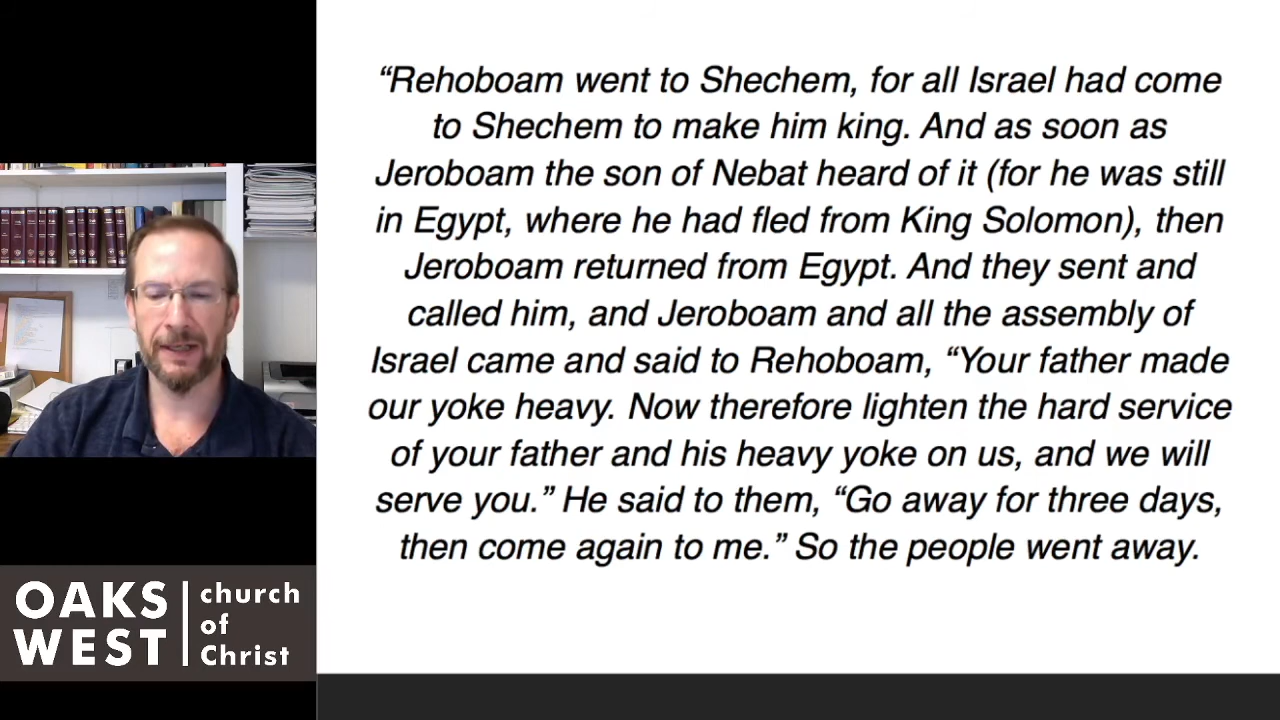 “Rehoboam went to Shechem, for all Israel had come
to Shechem to make him king. And as soon as
Jeroboam the son of Nebat heard of it (for he was still
in Egypt, where he had fled from King Solomon), then
Jeroboam returned from Egypt. And they sent and
called him, and Jeroboam and all the assembly of
Israel came and said to Rehoboam, “Your father made
our yoke heavy. Now therefore lighten the hard service
of your father and his heavy yoke on us, and we will
serve you.” He said to them, “Go away for three days,
then come again to me.” So the people went away.
OAKS
WEST
church
of
Christ